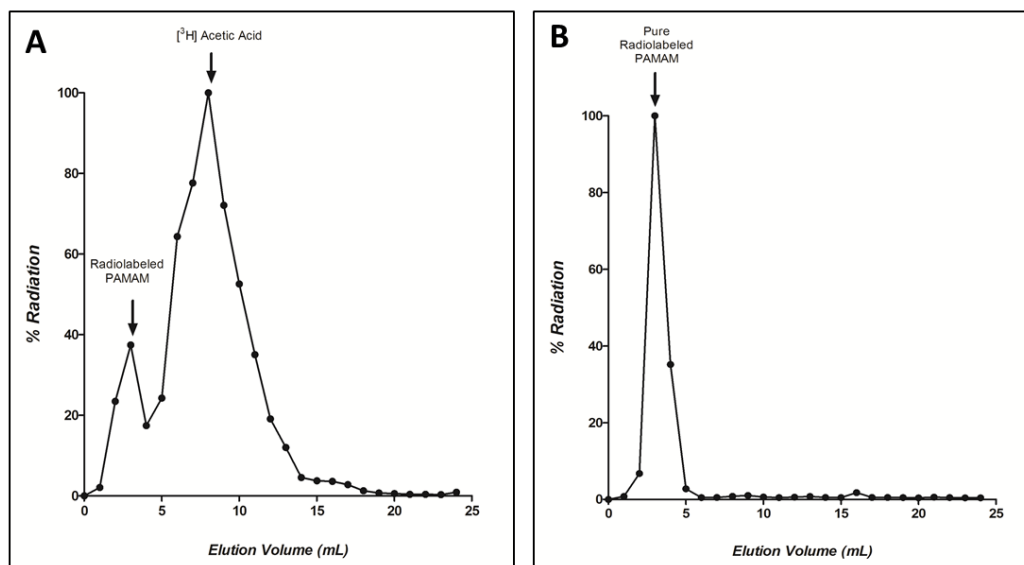 A
[³H] Acetic Acid
Radiolabeled
PAMAM
% Radiation
100
80
60
40
20
0
0 5 10 15 20 25
Elution Volume (mL)
B
Pure
Radiolabeled
PAMAM
% Radiation
100
80
60
40
20
0
0 5 10 15 20 25
Elution Volume (mL)